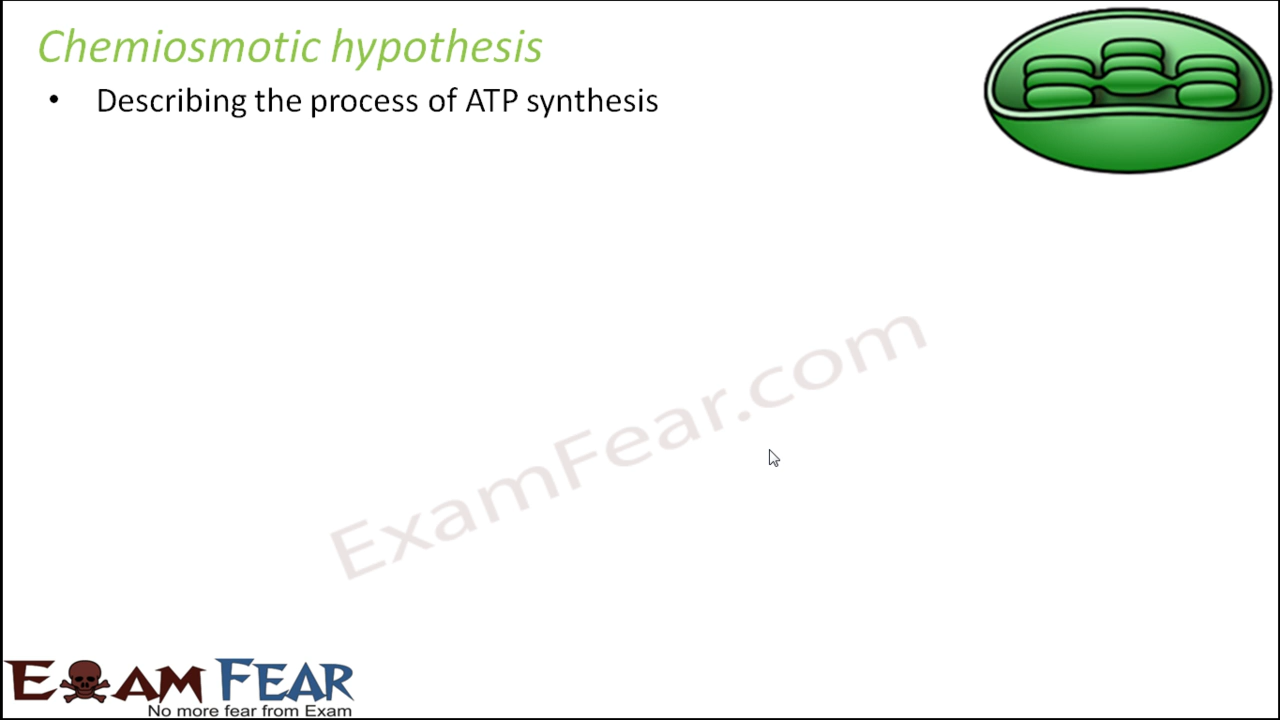 Chemiosmotic hypothesis
• Describing the process of ATP synthesis
ExamFear.com
EXAM FEAR
No more fear from Exam